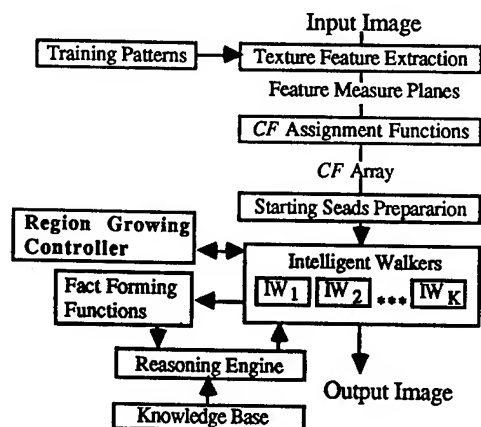 Input Image
Training Patterns
Texture Feature Extraction
Feature Measure Planes
CF Assignment Functions
CF Array
Starting Seads Prepararion
Region Growing
Controller
Intelligent Walkers
IW1 IW2 *** IWK
Fact Forming
Functions
Reasoning Engine
Output Image
Knowledge Base